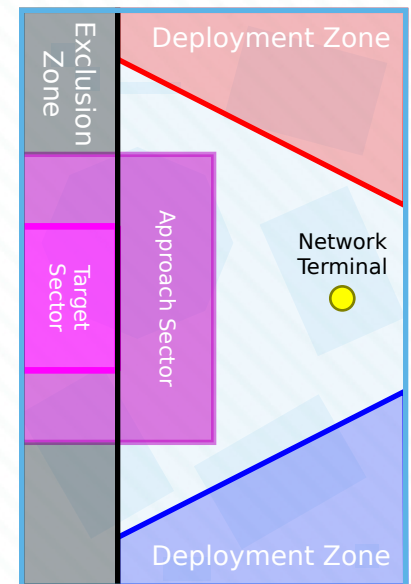 Deployment Zone
Exclusion
Zone
Approach Sector
Target
Sector
Network
Terminal
Deployment Zone